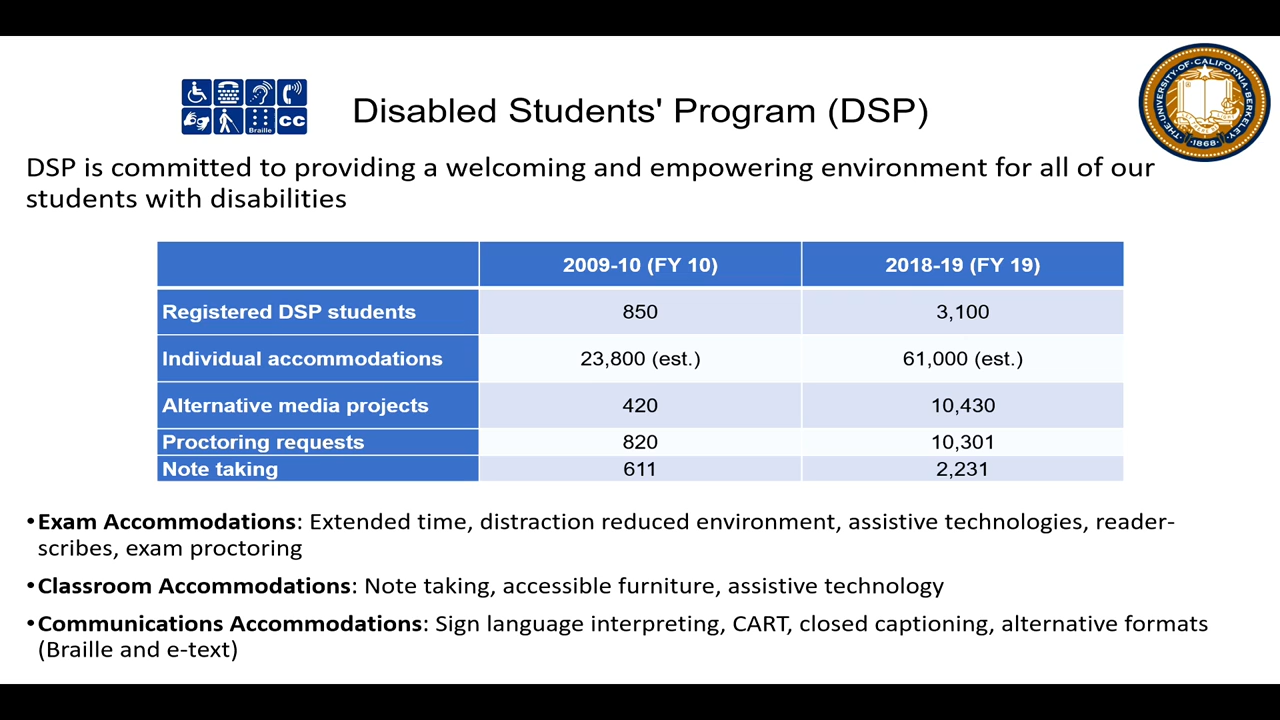 Braille
CC
Disabled Students' Program (DSP)
THE·UNIVERSITY·OF·CALIFORNIA·BERKELEY·
·1868·
DSP is committed to providing a welcoming and empowering environment for all of our
students with disabilities
2009-10 (FY 10) 2018-19 (FY 19)
Registered DSP students 850 3,100
Individual accommodations 23,800 (est.) 61,000 (est.)
Alternative media projects 420 10,430
Proctoring requests 820 10,301
Note taking 611 2,231
•Exam Accommodations: Extended time, distraction reduced environment, assistive technologies, reader-
scribes, exam proctoring
•Classroom Accommodations: Note taking, accessible furniture, assistive technology
•Communications Accommodations: Sign language interpreting, CART, closed captioning, alternative formats
(Braille and e-text)